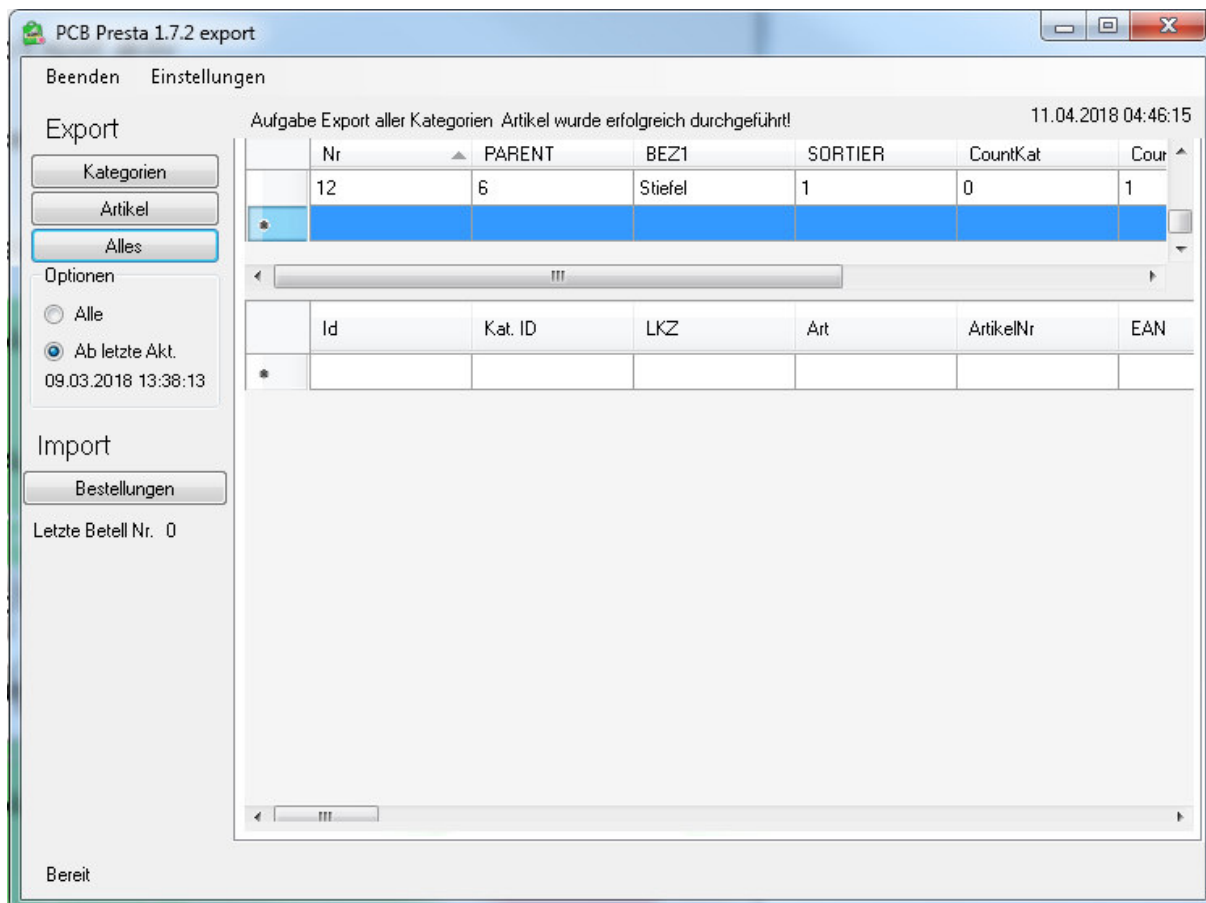 PCB Presta 1.7.2 export
Beenden Einstellungen
Export
Aufgabe Export aller Kategorien Artikel wurde erfolgreich durchgeführt!
11.04.2018 04:46:15
Kategorien
Artikel
Alles
Optionen
Alle
Ab letzte Akt.
09.03.2018 13:38:13
Import
Bestellungen
Letzte Betell Nr. 0
Nr PARENT BEZ1 SORTIER CountKat
12 6 Stiefel 1 0 1
Id Kat. ID LKZ Art ArtikelNr EAN
Bereit